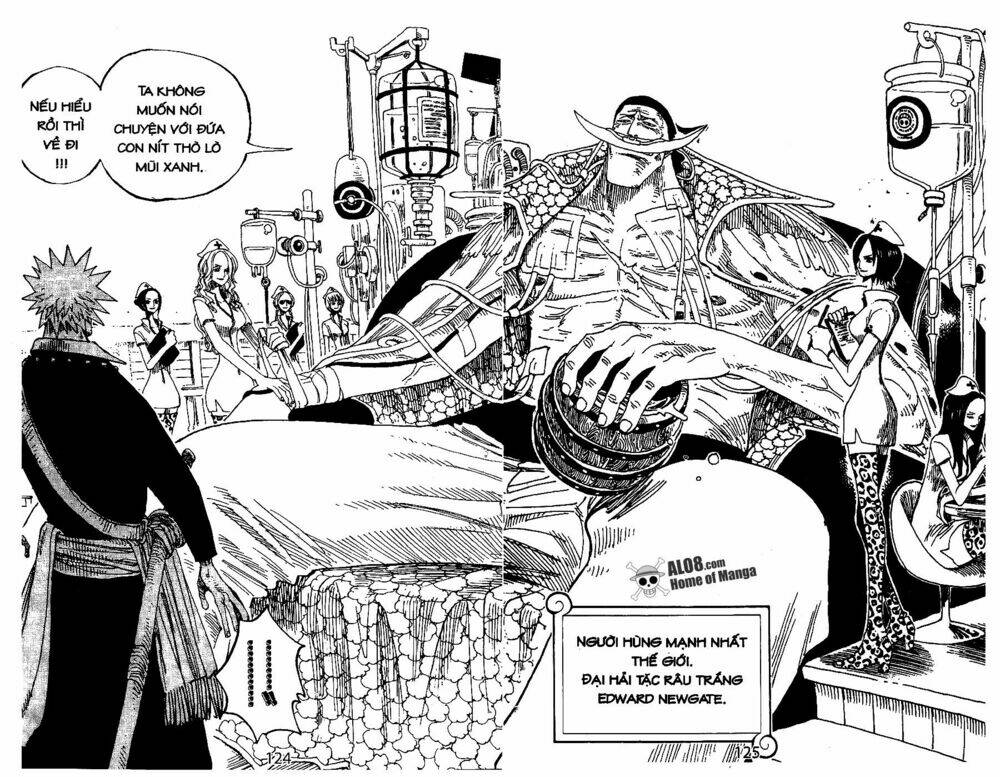 TA KHÔNG
MUỐN NÓI
CHUYỆN VỚI ĐỨA
CON NÍT THÒ LÒ
MŨI XANH.
NẾU HIỂU
RỒI THÌ
VỀ ĐI
!!!
ALO8.com
Home of Manga
NGƯỜI HÙNG MẠNH NHẤT
THẾ GIỚI.
ĐẠI HẢI TẶC RÂU TRẮNG
EDWARD NEWGATE.
124
125